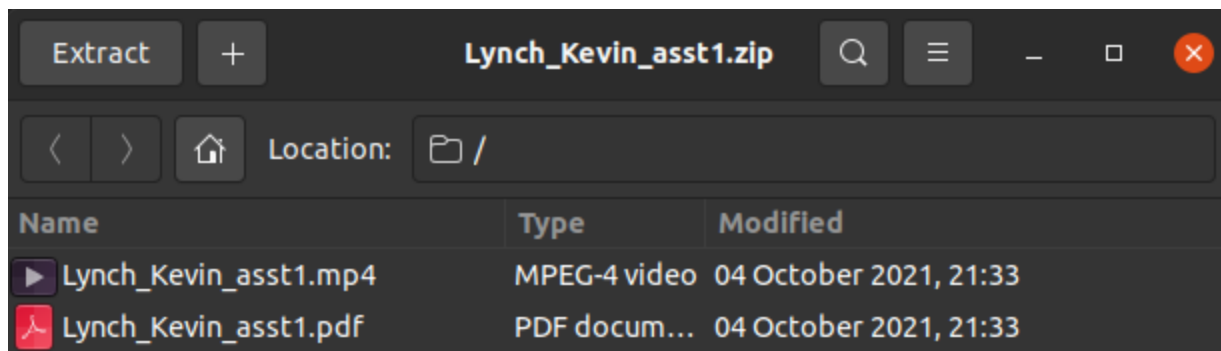 Extract + Lynch_Kevin_asst1.zip
Location: /
Name Type Modified
Lynch_Kevin_asst1.mp4 MPEG-4 video 04 October 2021, 21:33
Lynch_Kevin_asst1.pdf PDF docum... 04 October 2021, 21:33